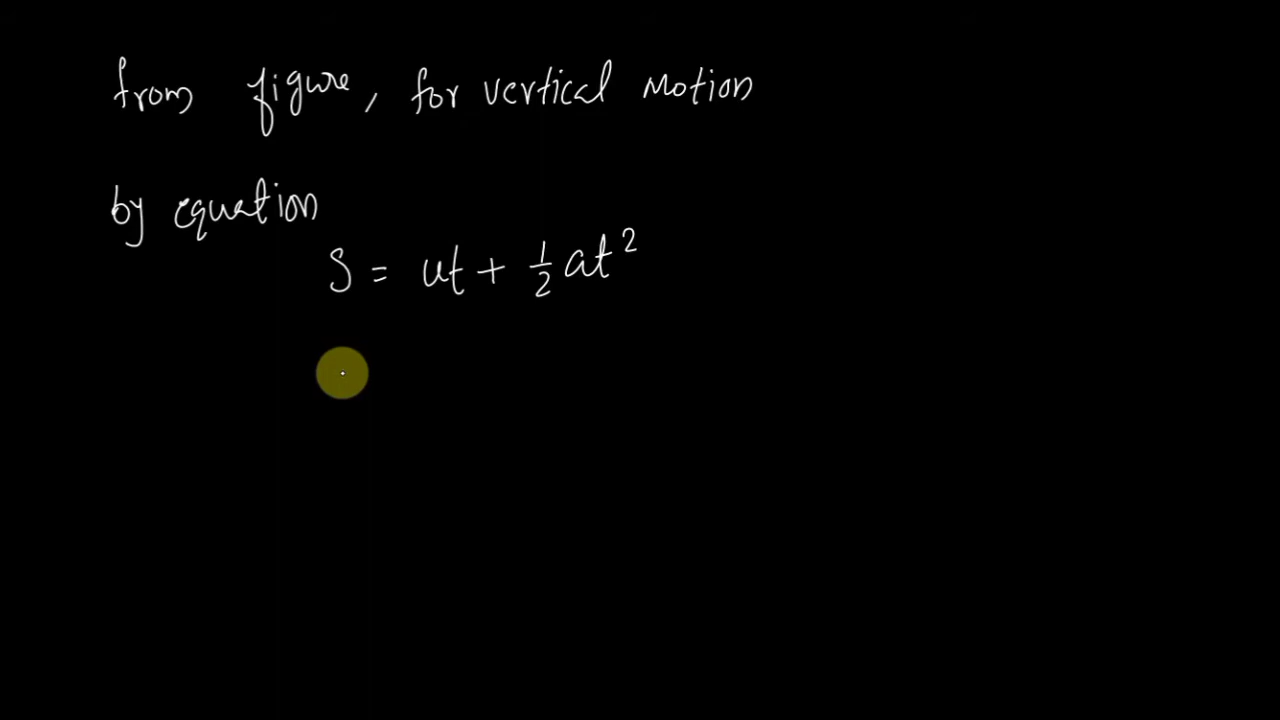 from figure, for vertical motion
by equation
S = ut + 1/2 at²